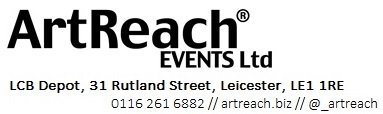 ArtReach®
EVENTS Ltd
LCB Depot, 31 Rutland Street, Leicester, LE1 1RE
0116 261 6882 // artreach.biz // @_artreach